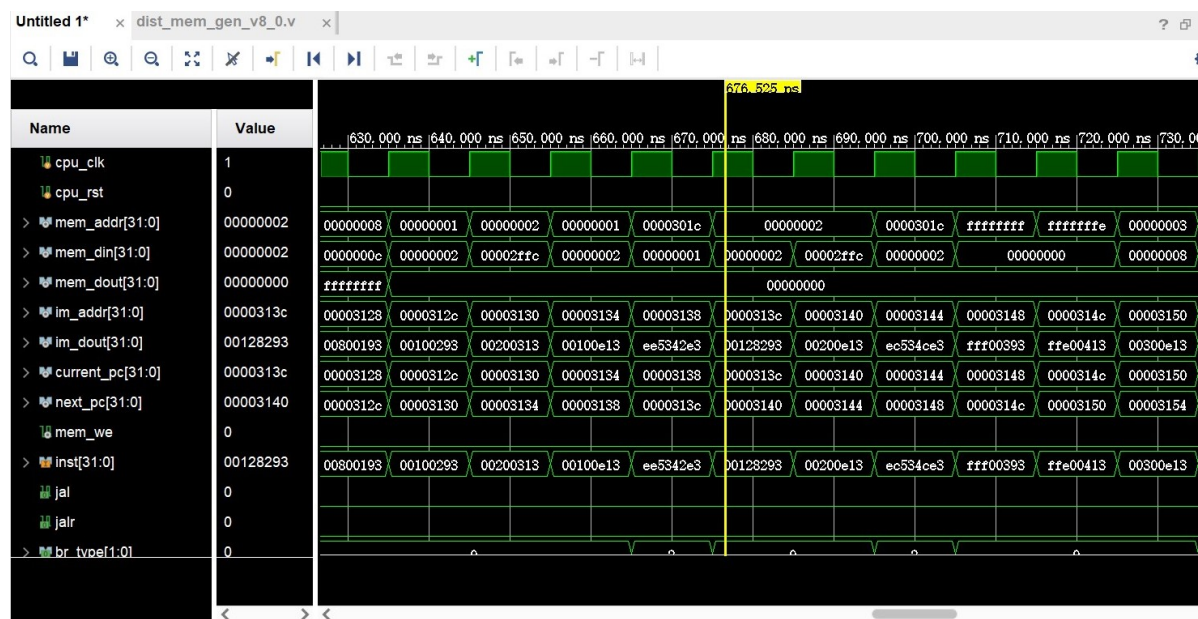 Untitled 1* × dist_mem_gen_v8_0.v × ?
676.525 ns
Name Value 630.000 ns 640.000 ns 650.000 ns 660.000 ns 670.000 ns 680.000 ns 690.000 ns 700.000 ns 710.000 ns 720.000 ns 730.0
cpu_clk 1
cpu_rst 0
mem_addr[31:0] 00000002 00000008 00000001 00000002 00000001 0000301c 00000002 0000301c ffffffff fffffffe 00000003
mem_din[31:0] 00000002 0000000c 00000002 00002ffc 00000002 00000001 00000002 00002ffc 00000002 00000000 00000008
mem_dout[31:0] 00000000 ffffffff 00000000
im_addr[31:0] 0000313c 00003128 0000312c 00003130 00003134 00003138 0000313c 00003140 00003144 00003148 0000314c 00003150
im_dout[31:0] 00128293 00800193 00100293 00200313 00100e13 ee5342e3 00128293 00200e13 ec534ce3 fff00393 ffe00413 00300e13
current_pc[31:0] 0000313c 00003128 0000312c 00003130 00003134 00003138 0000313c 00003140 00003144 00003148 0000314c 00003150
next_pc[31:0] 00003140 0000312c 00003130 00003134 00003138 0000313c 00003140 00003144 00003148 0000314c 00003150 00003154
mem_we 0
inst[31:0] 00128293 00800193 00100293 00200313 00100e13 ee5342e3 00128293 00200e13 ec534ce3 fff00393 ffe00413 00300e13
jal 0
jalr 0
br_type[1:0] 0